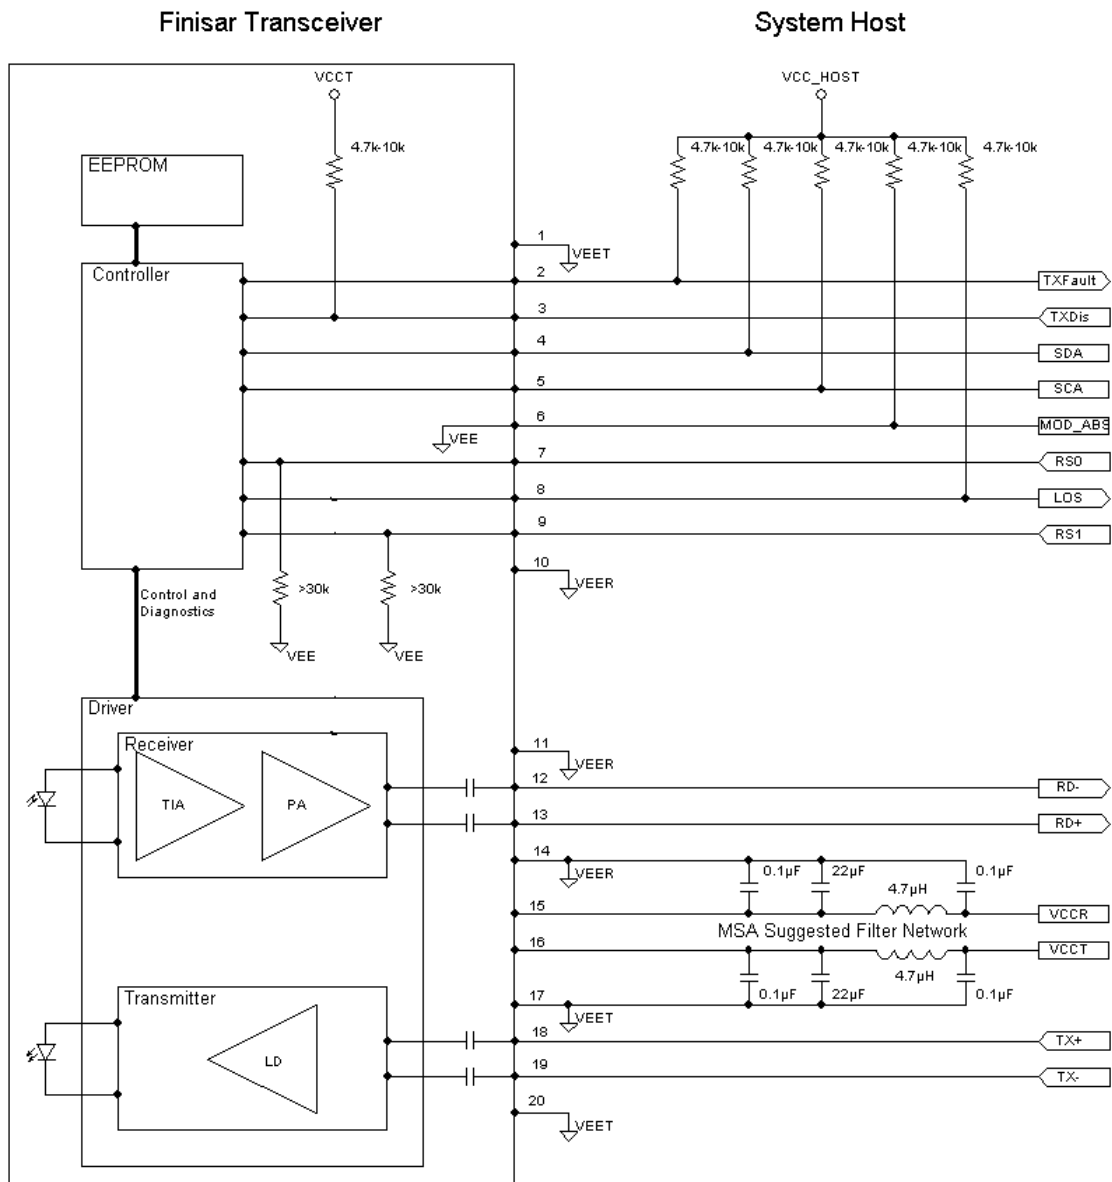 Finisar Transceiver
System Host
VCCT
VCC_HOST
4.7k-10k
4.7k-10k
4.7k-10k
4.7k-10k
4.7k-10k
4.7k-10k
EEPROM
1
VEET
Controller
2
TXFault
3
TXDis
4
SDA
5
SCA
6
MOD_ABS
VEE
7
RS0
8
LOS
9
RS1
10
VEER
Control and
Diagnostics
>30k
>30k
VEE
VEE
Driver
Receiver
11
VEER
12
RD-
TIA
PA
13
RD+
14
VEER
0.1µF
22µF
4.7µH
0.1µF
15
VCCR
MSA Suggested Filter Network
16
VCCT
4.7µH
0.1µF
22µF
0.1µF
Transmitter
17
VEET
18
TX+
LD
19
TX-
20
VEET